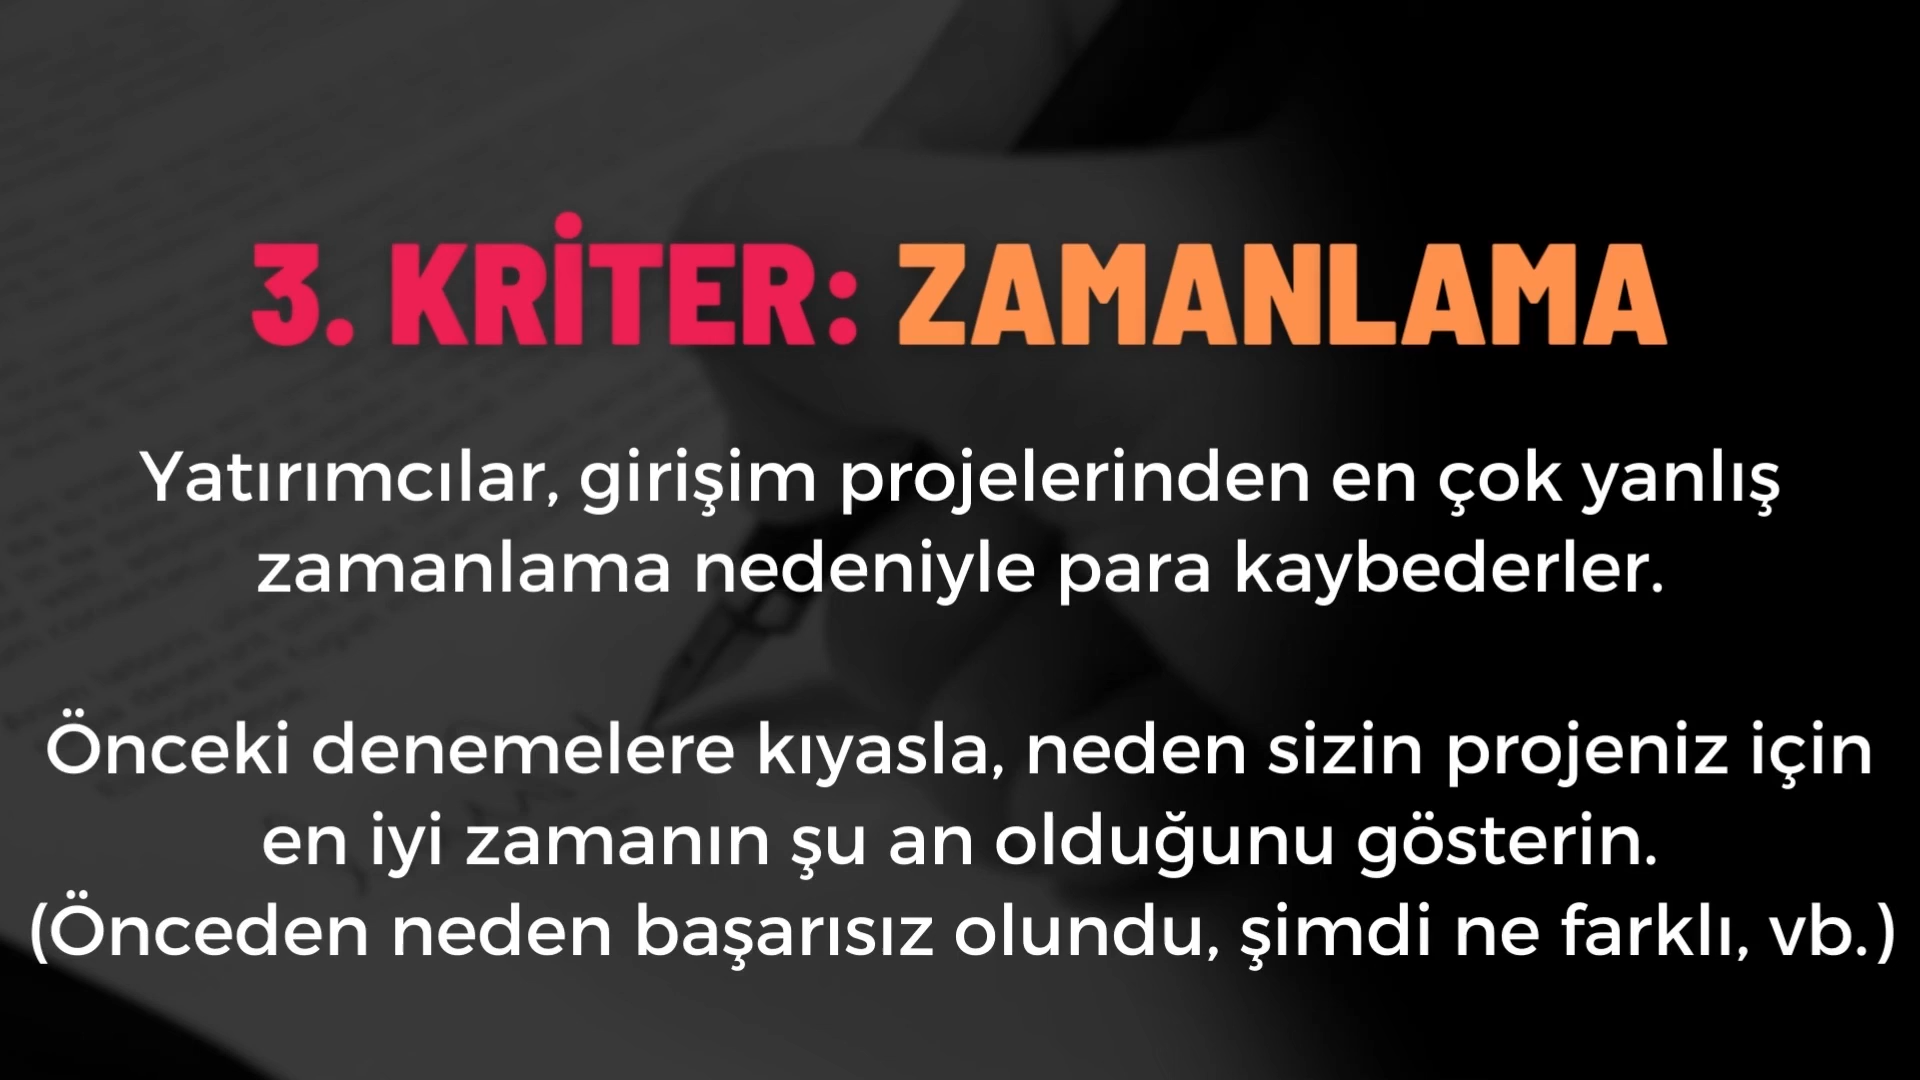 3. KRİTER: ZAMANLAMA
Yatırımcılar, girişim projelerinden en çok yanlış
zamanlama nedeniyle para kaybederler.
Önceki denemelere kıyasla, neden sizin projeniz için
en iyi zamanın şu an olduğunu gösterin.
(Önceden neden başarısız olundu, şimdi ne farklı, vb.)